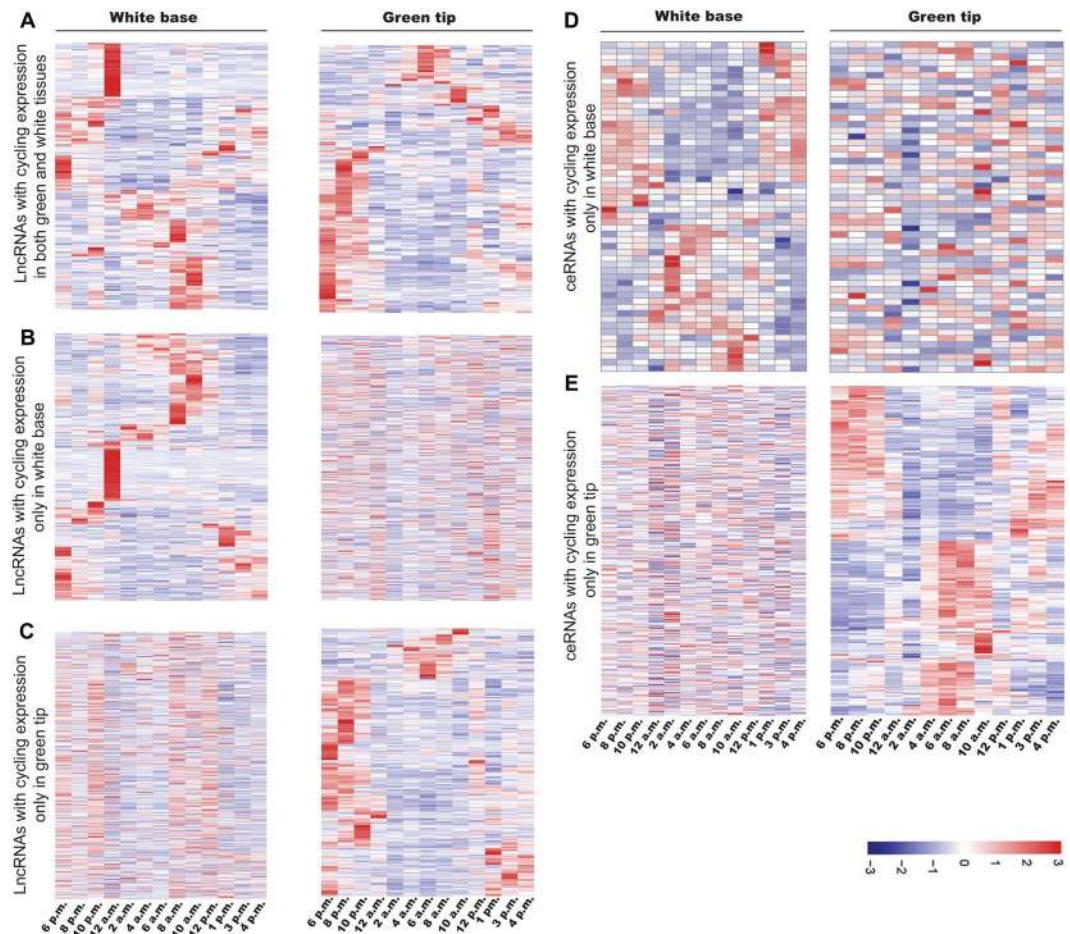 A
White base
Green tip
LncRNAs with cycling expression
in both green and white tissues
B
LncRNAs with cycling expression
only in white base
C
LncRNAs with cycling expression
only in green tip
6 p.m.
8 p.m.
10 p.m.
12 a.m.
2 a.m.
4 a.m.
6 a.m.
8 a.m.
10 a.m.
12 p.m.
1 p.m.
3 p.m.
4 p.m.
6 p.m.
8 p.m.
10 p.m.
12 a.m.
2 a.m.
4 a.m.
6 a.m.
8 a.m.
10 a.m.
12 p.m.
1 p.m.
3 p.m.
4 p.m.
D
White base
Green tip
ceRNAs with cycling expression
only in white base
E
ceRNAs with cycling expression
only in green tip
6 p.m.
8 p.m.
10 p.m.
12 a.m.
2 a.m.
4 a.m.
6 a.m.
8 a.m.
10 a.m.
12 p.m.
1 p.m.
3 p.m.
4 p.m.
6 p.m.
8 p.m.
10 p.m.
12 a.m.
2 a.m.
4 a.m.
6 a.m.
8 a.m.
10 a.m.
12 p.m.
1 p.m.
3 p.m.
4 p.m.
-3 -2 -1 0 1 2 3